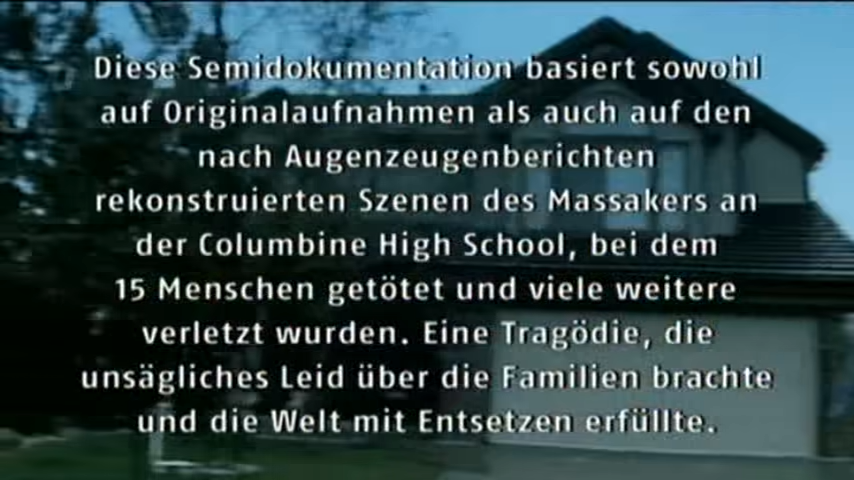 Diese Semidokumentation basiert sowohl
auf Originalaufnahmen als auch auf den
nach Augenzeugenberichten
rekonstruierten Szenen des Massakers an
der Columbine High School, bei dem
15 Menschen getötet und viele weitere
verletzt wurden. Eine Tragödie, die
unsägliches Leid über die Familien brachte
und die Welt mit Entsetzen erfüllte.